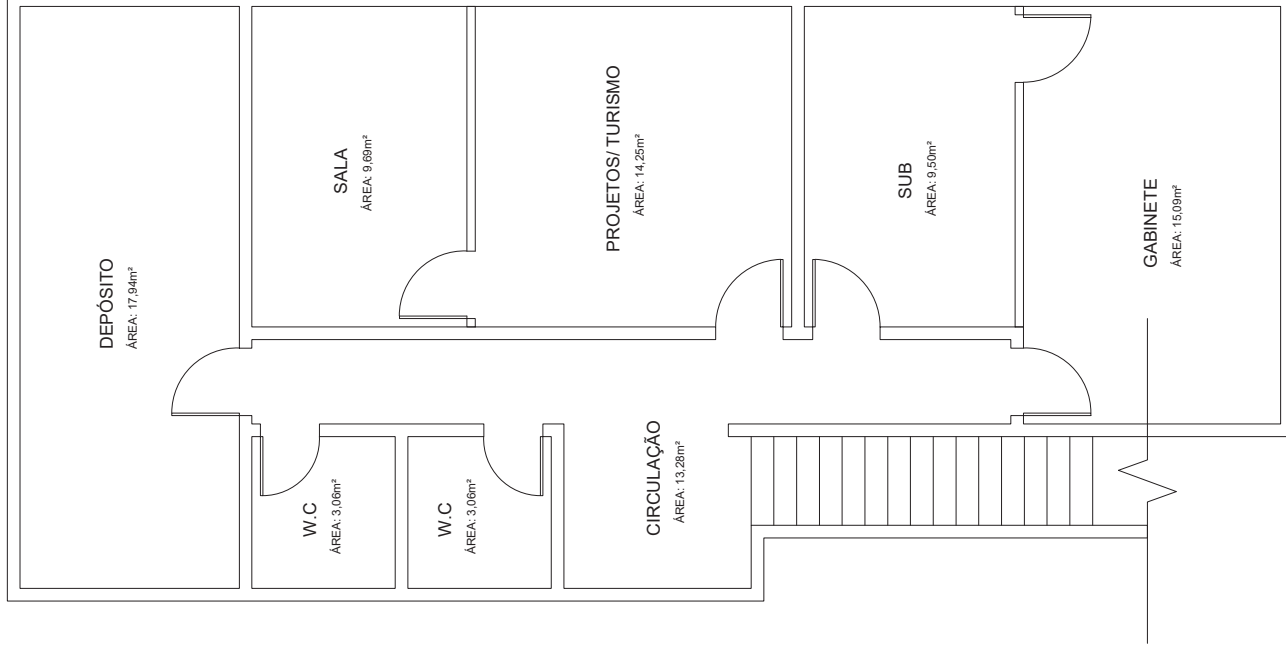 DEPÓSITO
ÁREA: 17,94m²
SALA
ÁREA: 9,69m²
PROJETOS/ TURISMO
ÁREA: 14,25m²
SUB
ÁREA: 9,50m²
GABINETE
ÁREA: 15,09m²
W.C
ÁREA: 3,06m²
W.C
ÁREA: 3,06m²
CIRCULAÇÃO
ÁREA: 13,28m²